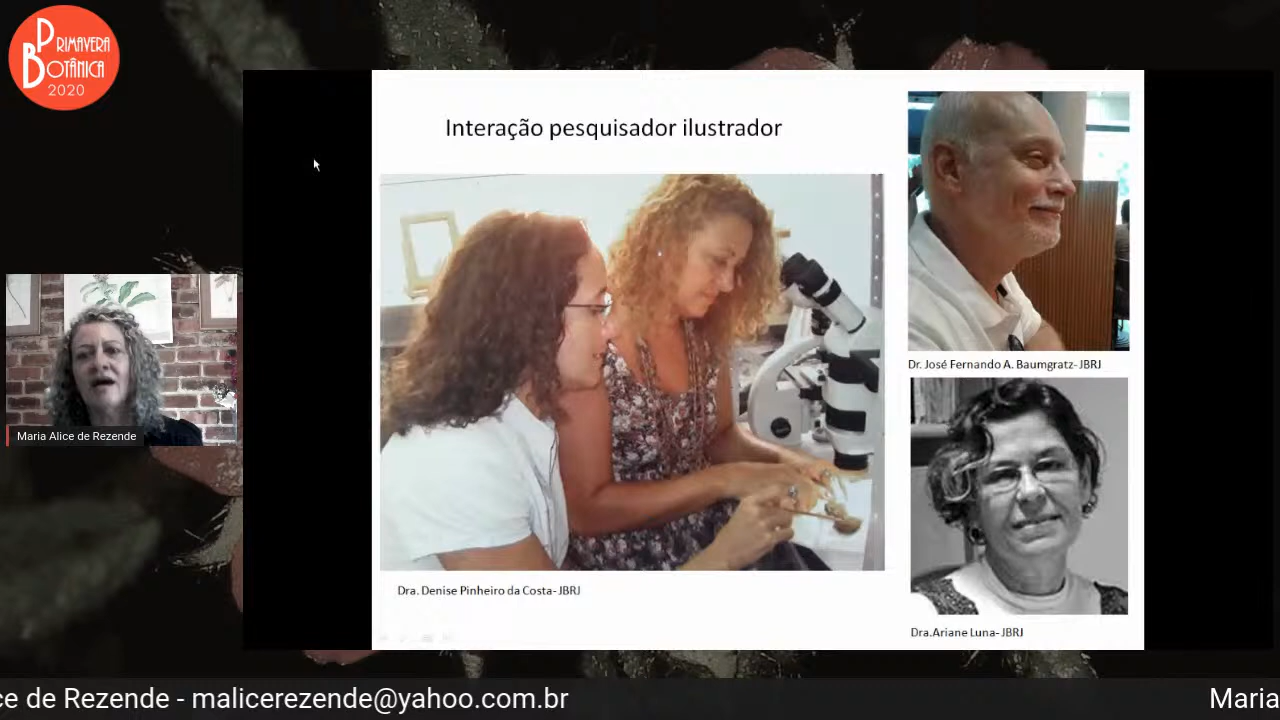 PRIMAVERA
BOTÂNICA
2020
Interação pesquisador ilustrador
Dr. José Fernando A. Baumgratz- JBRJ
Maria Alice de Rezende
Dra. Denise Pinheiro da Costa- JBRJ
Dra.Ariane Luna- JBRJ
ce de Rezende - malicerezende@yahoo.com.br
Maria